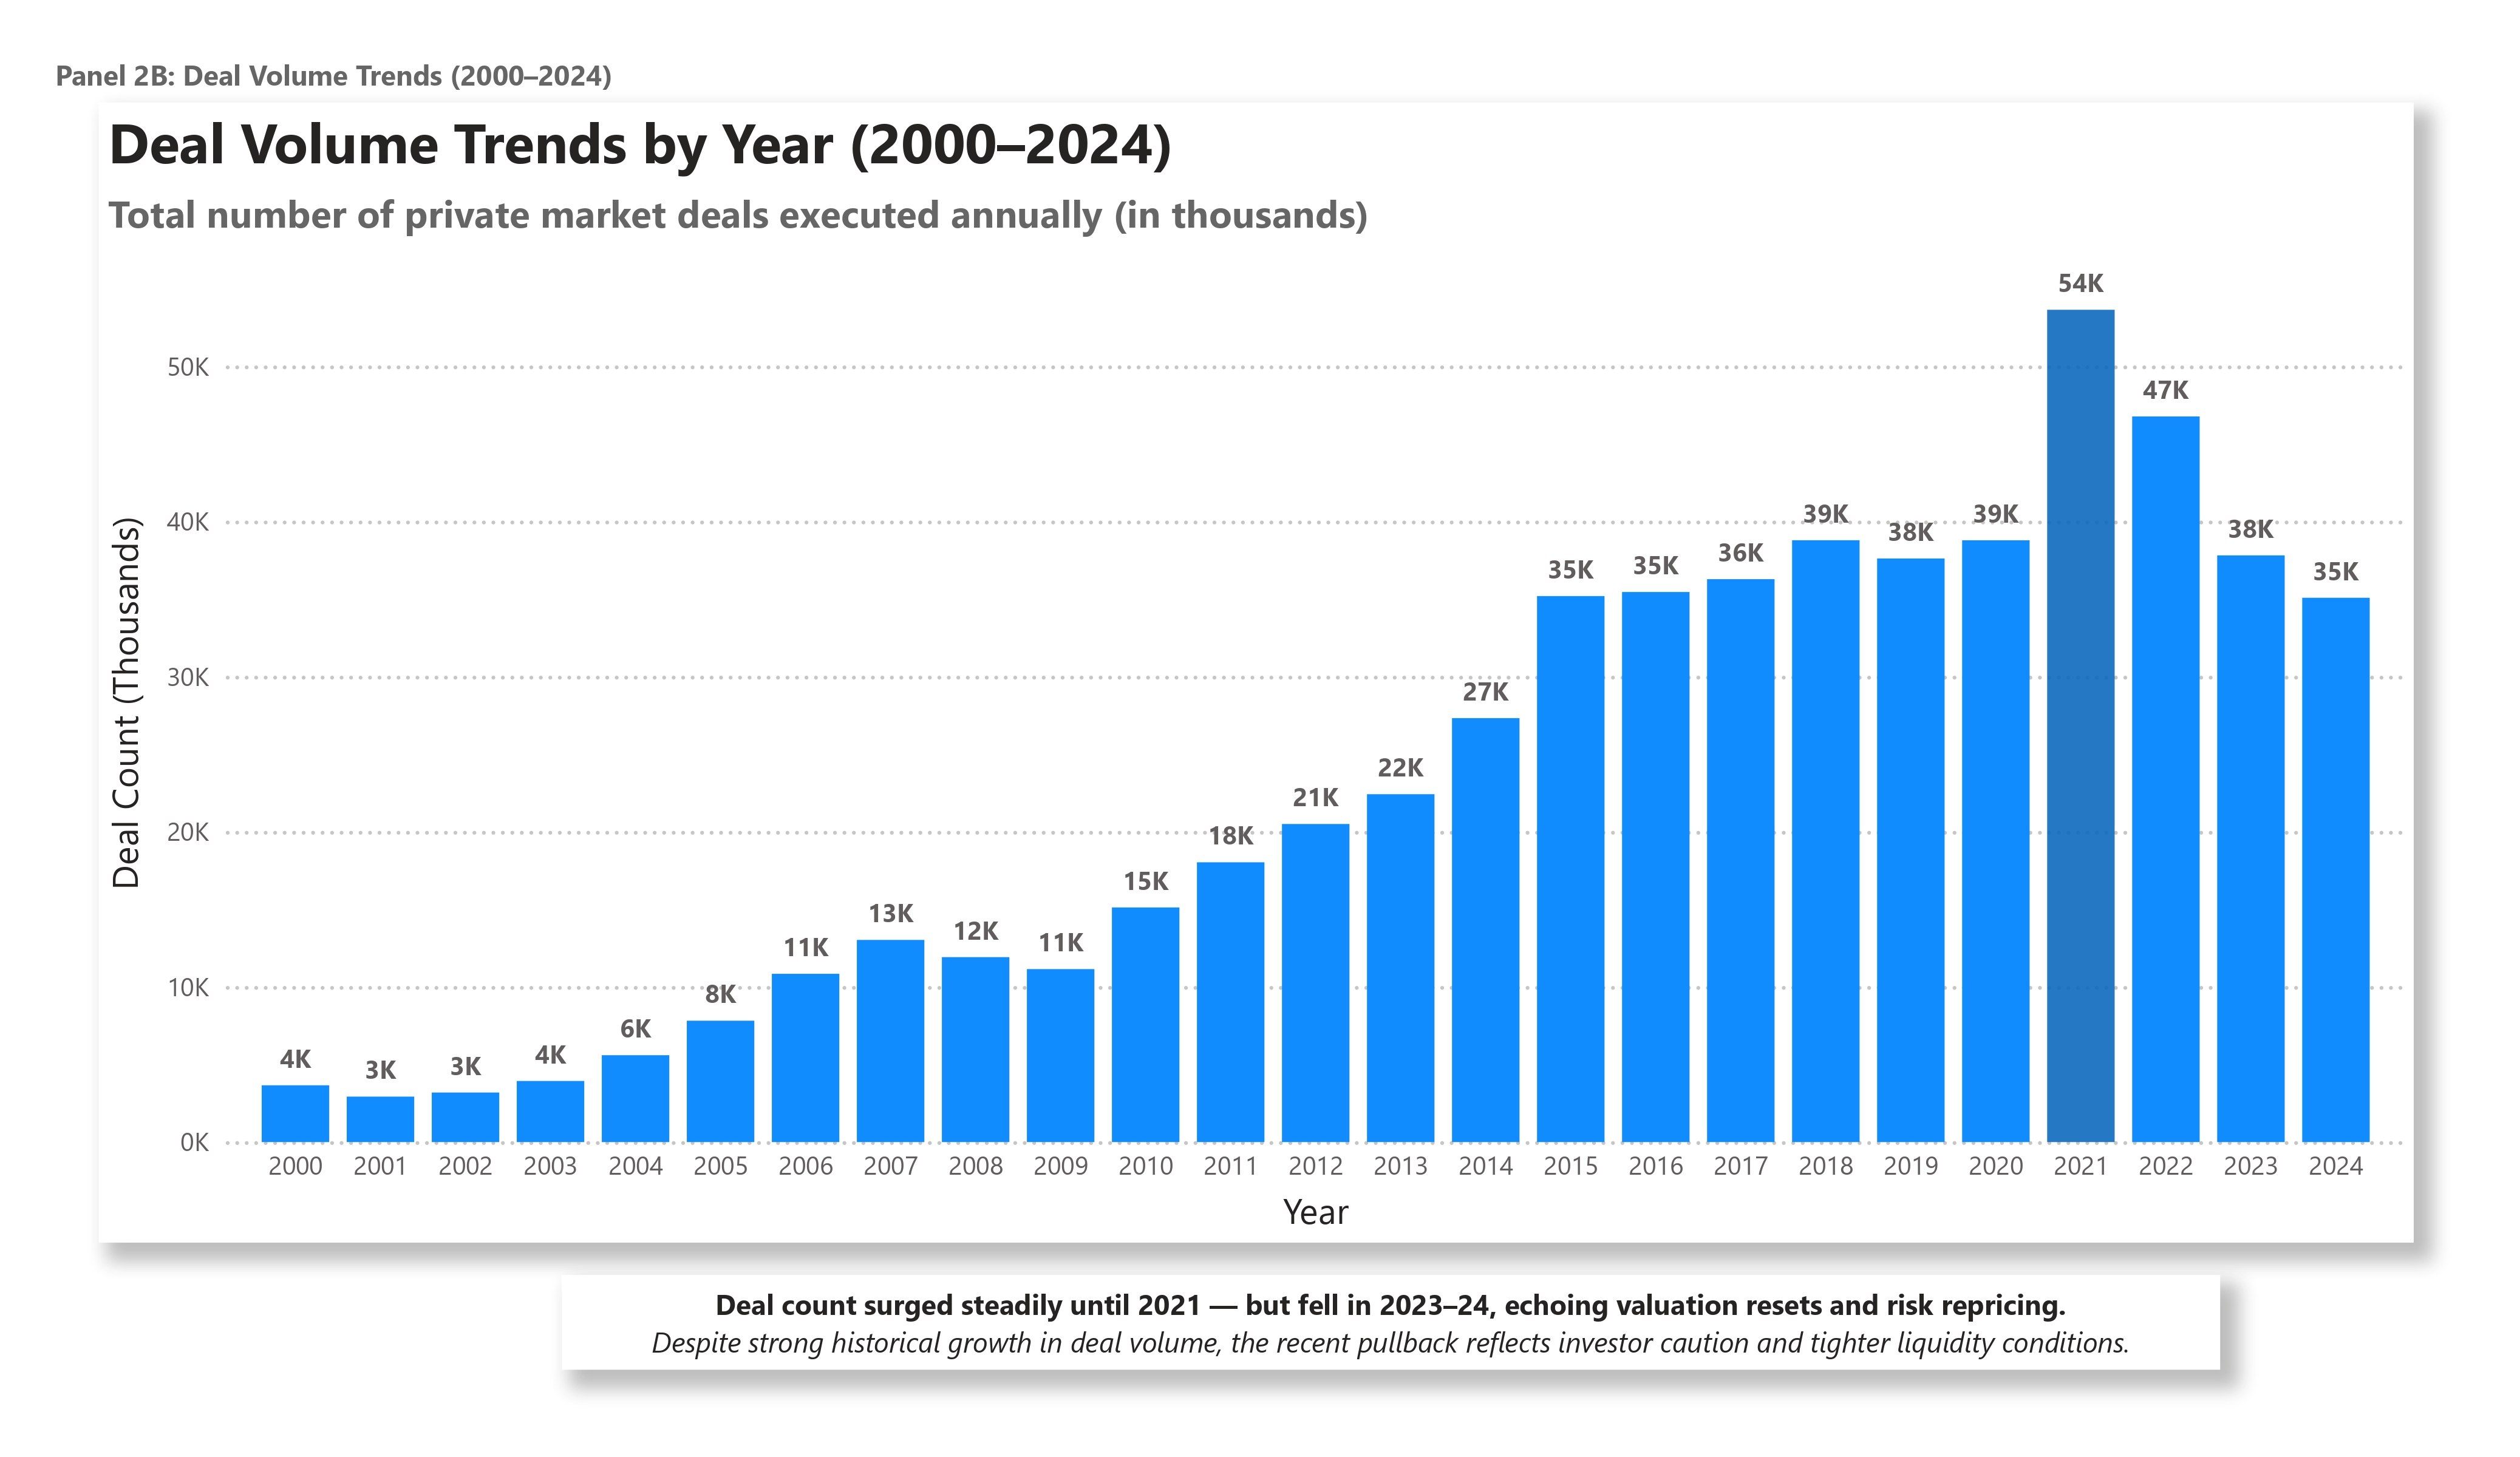 Panel 2B: Deal Volume Trends (2000–2024)
Deal Volume Trends by Year (2000–2024)
Total number of private market deals executed annually (in thousands)
Deal Count (Thousands)
50K
40K
30K
20K
10K
0K
4K
3K
3K
4K
6K
8K
11K
13K
12K
11K
15K
18K
21K
22K
27K
35K
35K
36K
39K
38K
39K
54K
47K
38K
35K
2000 2001 2002 2003 2004 2005 2006 2007 2008 2009 2010 2011 2012 2013 2014 2015 2016 2017 2018 2019 2020 2021 2022 2023 2024
Year
Deal count surged steadily until 2021 — but fell in 2023–24, echoing valuation resets and risk repricing.
Despite strong historical growth in deal volume, the recent pullback reflects investor caution and tighter liquidity conditions.